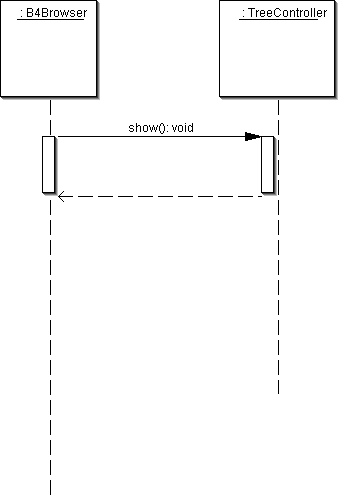 : B4Browser
: TreeController
show(): void